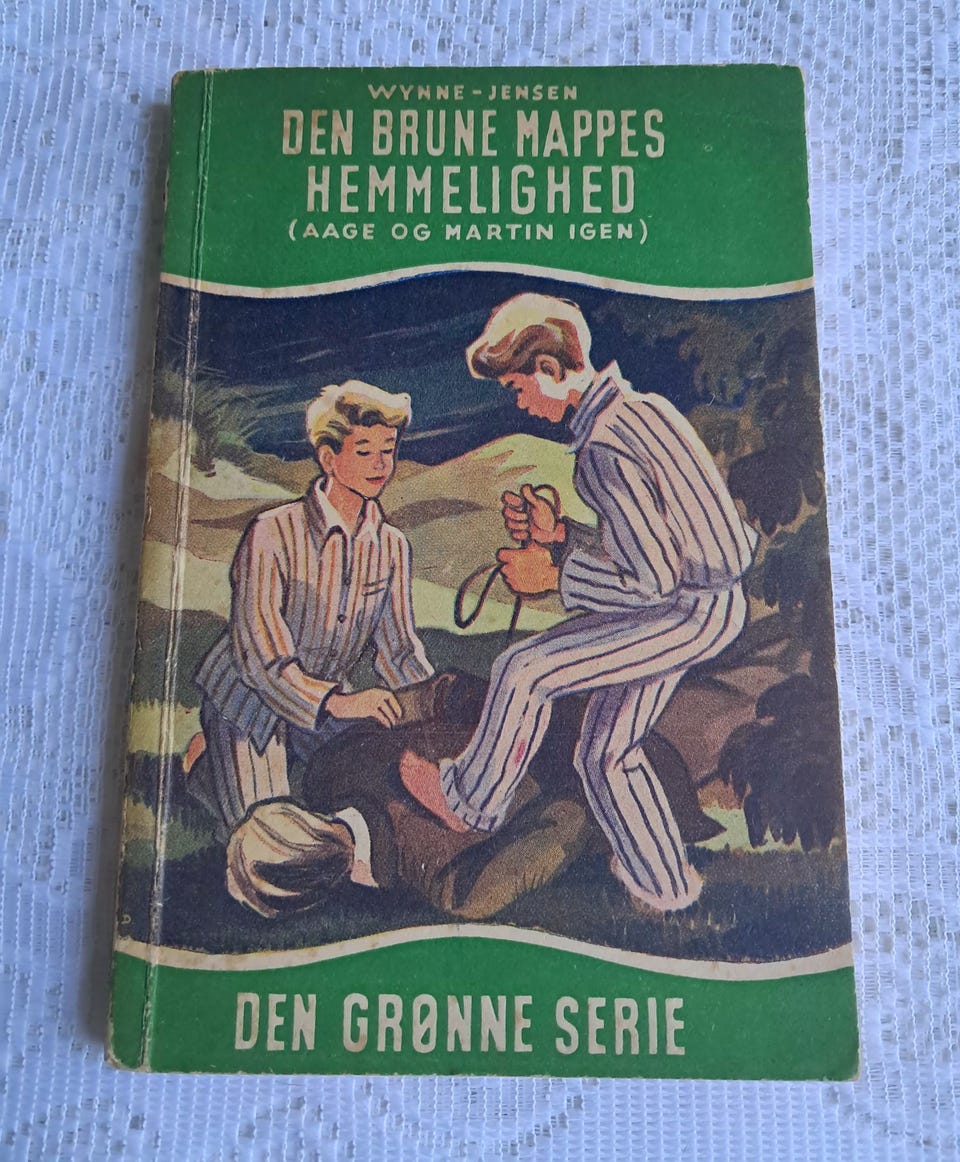 WYNNE-JENSEN
DEN BRUNE MAPPES
HEMMELIGHED
(AAGE OG MARTIN IGEN)
DEN GRØNNE SERIE